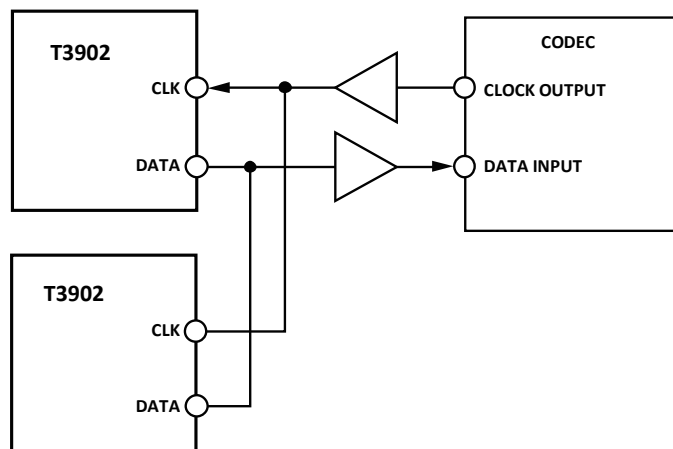 T3902
CODEC
CLK
CLOCK OUTPUT
DATA
DATA INPUT
T3902
CLK
DATA